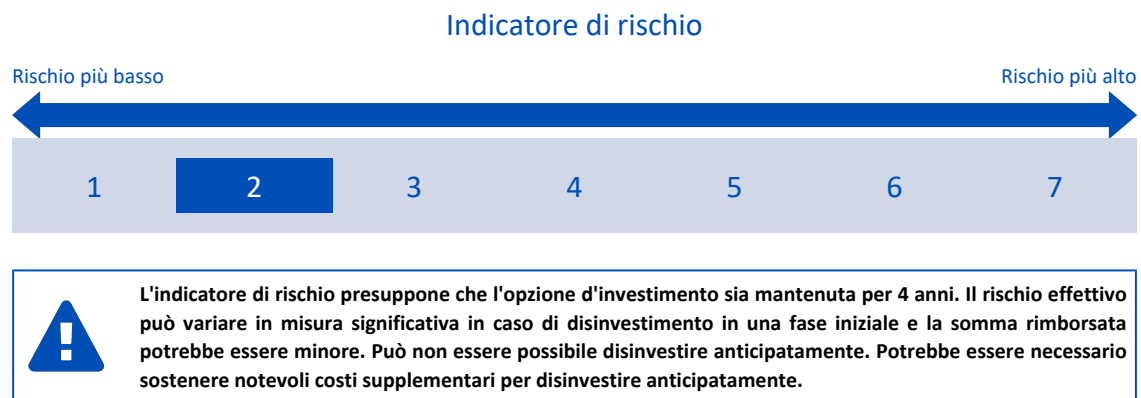 Indicatore di rischio
Rischio più basso
Rischio più alto
1 2 3 4 5 6 7
L'indicatore di rischio presuppone che l'opzione d'investimento sia mantenuta per 4 anni. Il rischio effettivo
può variare in misura significativa in caso di disinvestimento in una fase iniziale e la somma rimborsata
potrebbe essere minore. Può non essere possibile disinvestire anticipatamente. Potrebbe essere necessario
sostenere notevoli costi supplementari per disinvestire anticipatamente.